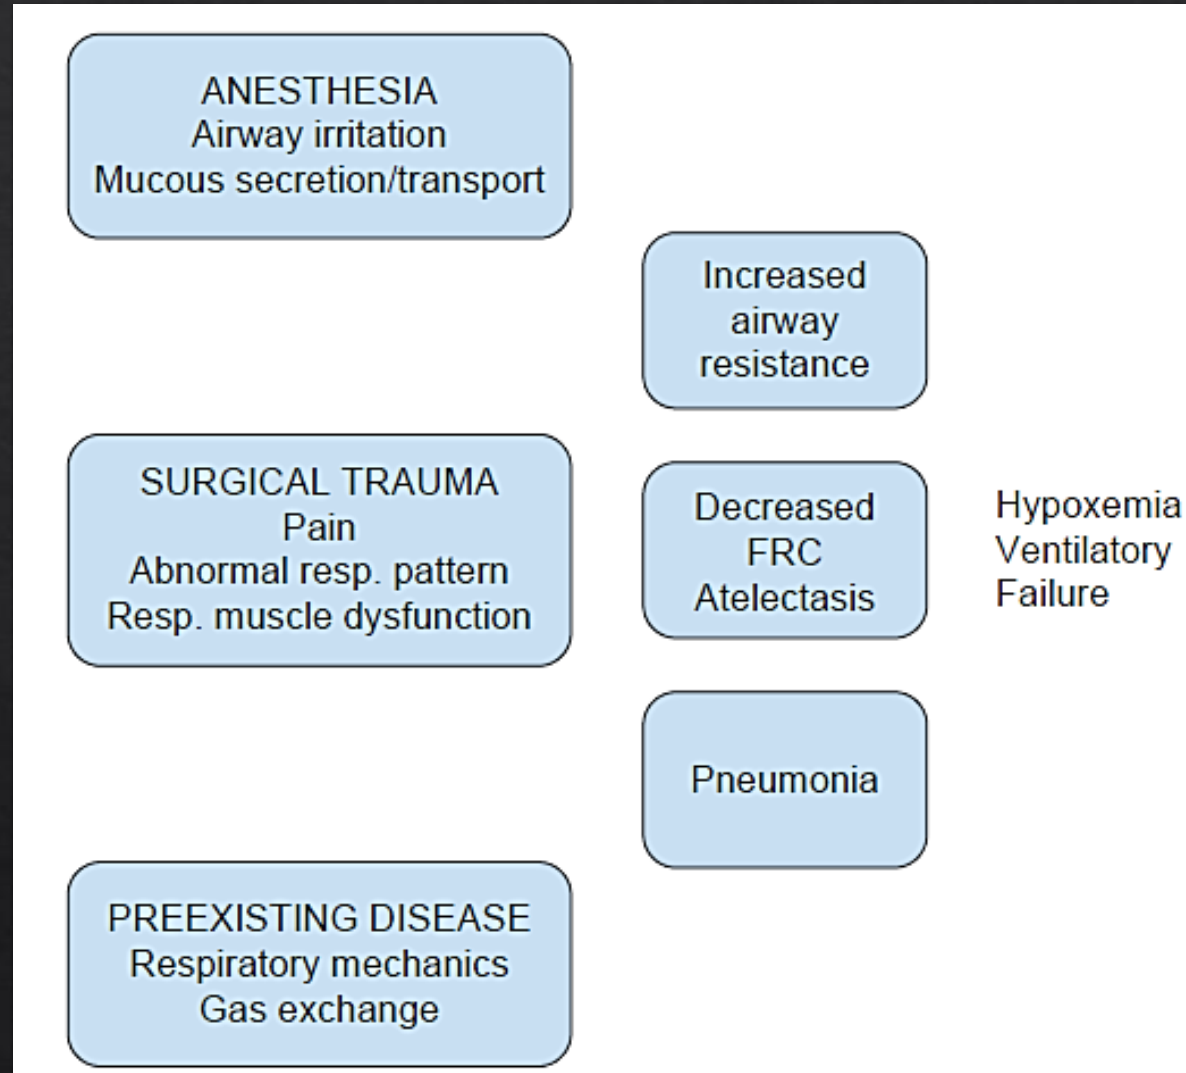 ANESTHESIA
Airway irritation
Mucous secretion/transport
Increased
airway
resistance
SURGICAL TRAUMA
Pain
Abnormal resp. pattern
Resp. muscle dysfunction
Decreased
FRC
Atelectasis
Hypoxemia
Ventilatory
Failure
Pneumonia
PREEXISTING DISEASE
Respiratory mechanics
Gas exchange